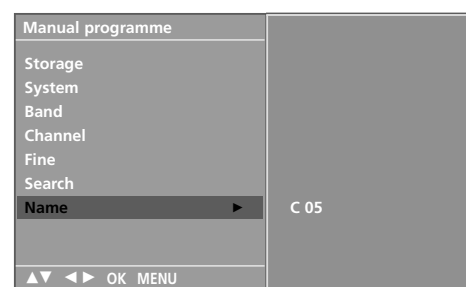 Manual programme
Storage
System
Band
Channel
Fine
Search
Name ► C 05
▲▼ ◄► OK MENU